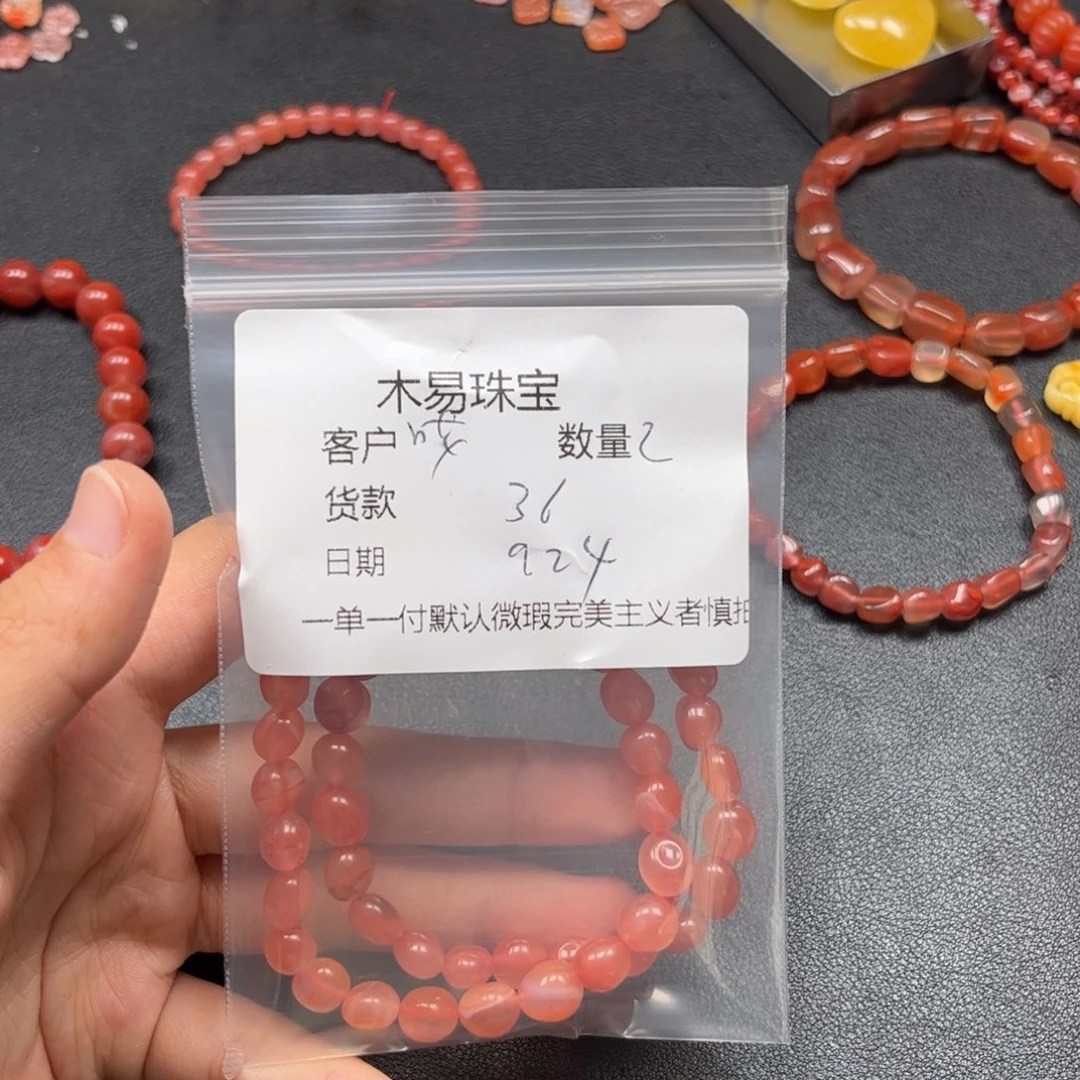 木易珠宝
客户 数量2
货款 36
日期 924
一单一付默认微瑕完美主义者慎拍